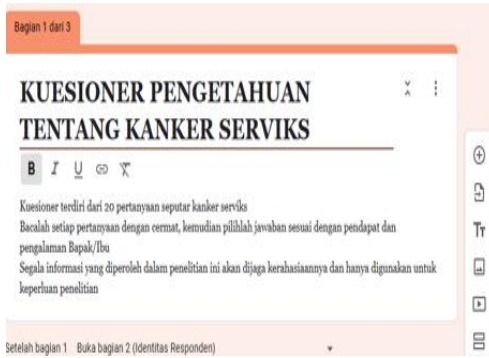 Bagian 1 dari 3
KUESIONER PENGETAHUAN
TENTANG KANKER SERVIKS
B I U
Kuesioner terdiri dari 20 pertanyaan seputar kanker serviks
Bacalah setiap pertanyaan dengan cermat, kemudian pilihlah jawaban sesuai dengan pendapat dan
pengalaman Bapak/Ibu
Segala informasi yang diperoleh dalam penelitian ini akan dijaga kerahasiaannya dan hanya digunakan untuk
keperluan penelitian
Setelah bagian 1 Buka bagian 2 (Identitas Responden)